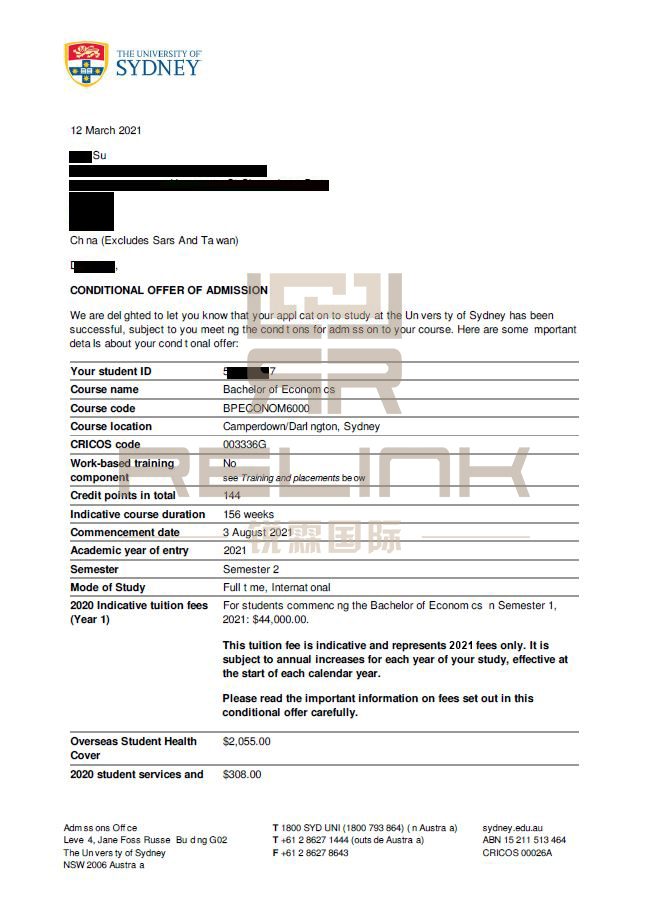 THE UNIVERSITY OF
SYDNEY
12 March 2021
Su
Ch na (Excludes Sars And Ta wan)
D ,
CONDITIONAL OFFER OF ADMISSION
We are del ghted to let you know that your appl cat on to study at the Un vers ty of Sydney has been
successful, subject to you meet ng the cond t ons for adm ss on to your course. Here are some mportant
deta ls about your cond t onal offer:
Your student ID 5 7
Course name Bachelor of Econom cs
Course code BPECONOM6000
Course location Camperdown/Darl ngton, Sydney
CRICOS code 003336G
Work-based training No
component see Training and placements be ow
Credit points in total 144
Indicative course duration 156 weeks
Commencement date 3 August 2021
Academic year of entry 2021
Semester Semester 2
Mode of Study Full t me, Internat onal
2020 Indicative tuition fees For students commenc ng the Bachelor of Econom cs n Semester 1,
(Year 1) 2021: $44,000.00.
This tuition fee is indicative and represents 2021 fees only. It is
subject to annual increases for each year of your study, effective at
the start of each calendar year.
Please read the important information on fees set out in this
conditional offer carefully.
Overseas Student Health $2,055.00
Cover
2020 student services and $308.00
RELINK
锐霖国际
Adm ss ons Off ce T 1800 SYD UNI (1800 793 864) ( n Austra a) sydney.edu.au
Leve 4, Jane Foss Russe Bu d ng G02 T +61 2 8627 1444 (outs de Austra a) ABN 15 211 513 464
The Un vers ty of Sydney F +61 2 8627 8643 CRICOS 00026A
NSW 2006 Austra a